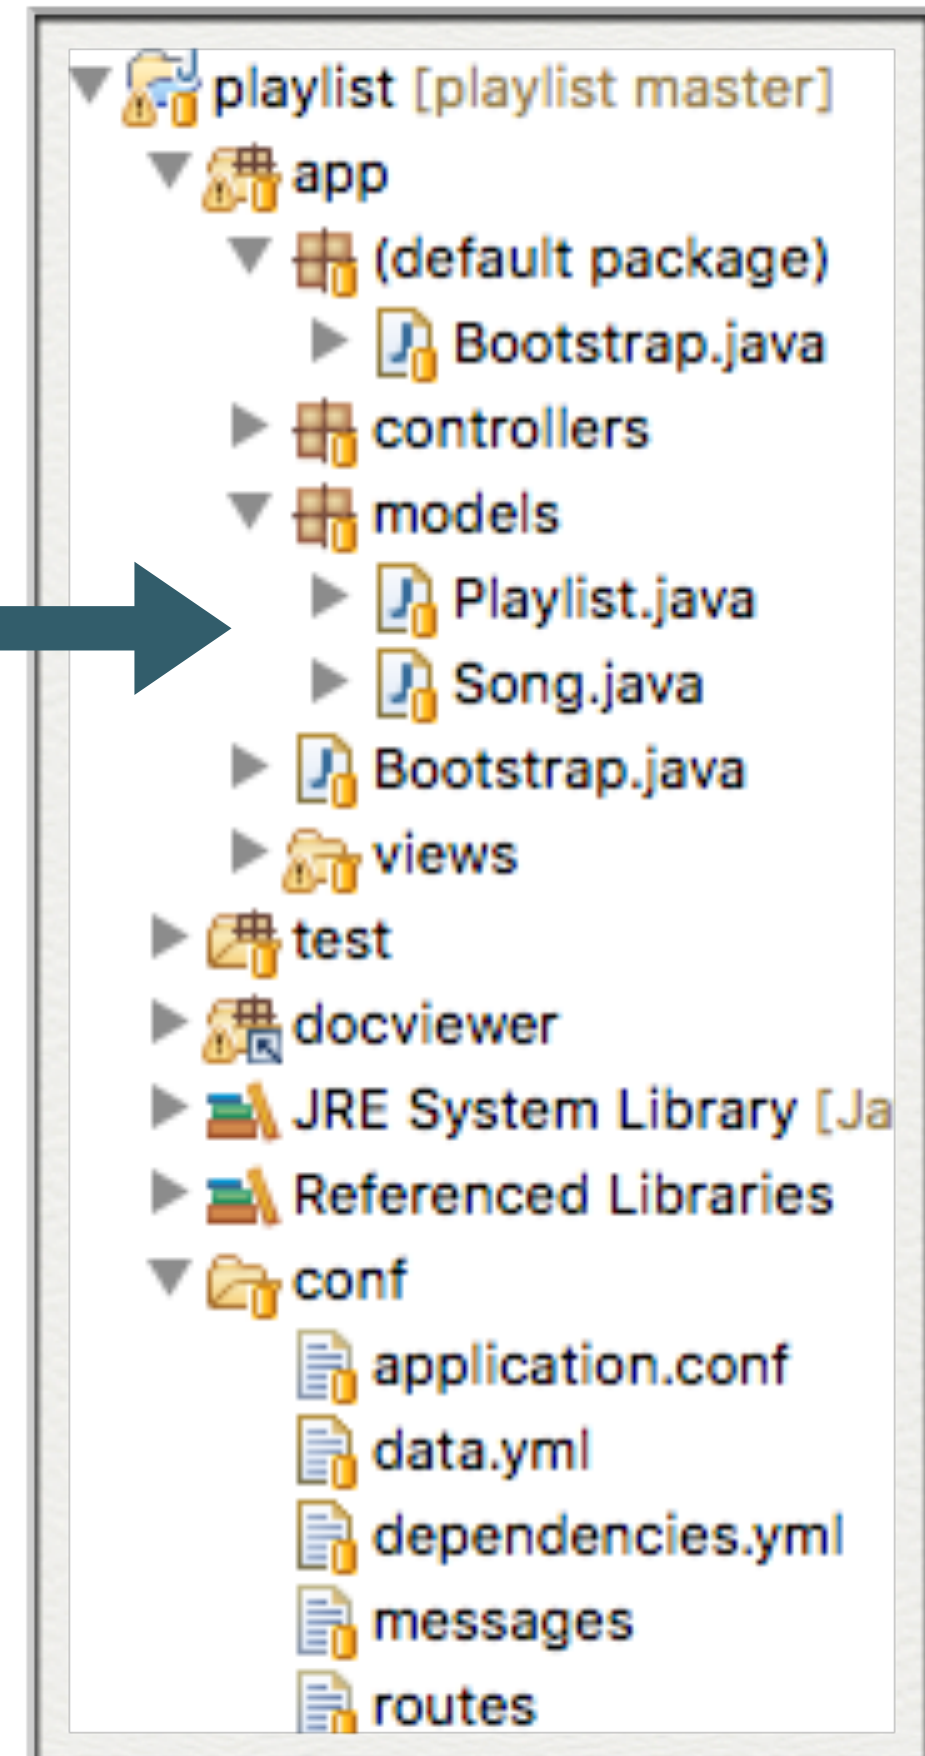 playlist [playlist master]
app
(default package)
Bootstrap.java
controllers
models
Playlist.java
Song.java
Bootstrap.java
views
test
docviewer
JRE System Library [Ja
Referenced Libraries
conf
application.conf
data.yml
dependencies.yml
messages
routes